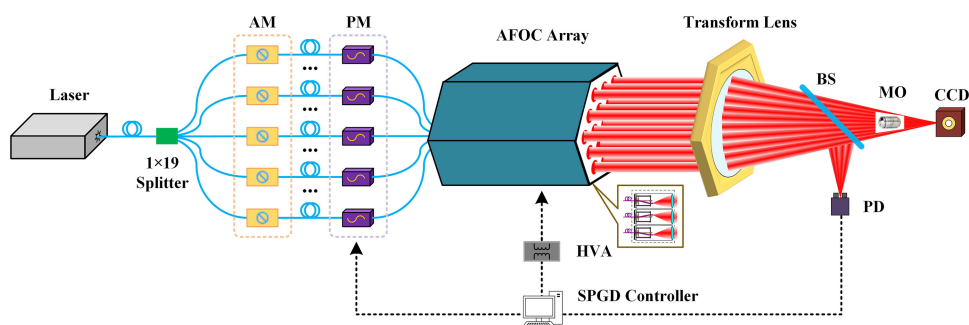 AM
PM
AFOC Array
Transform Lens
BS
MO
CCD
Laser
...
...
1×19
Splitter
...
...
PD
HVA
SPGD Controller